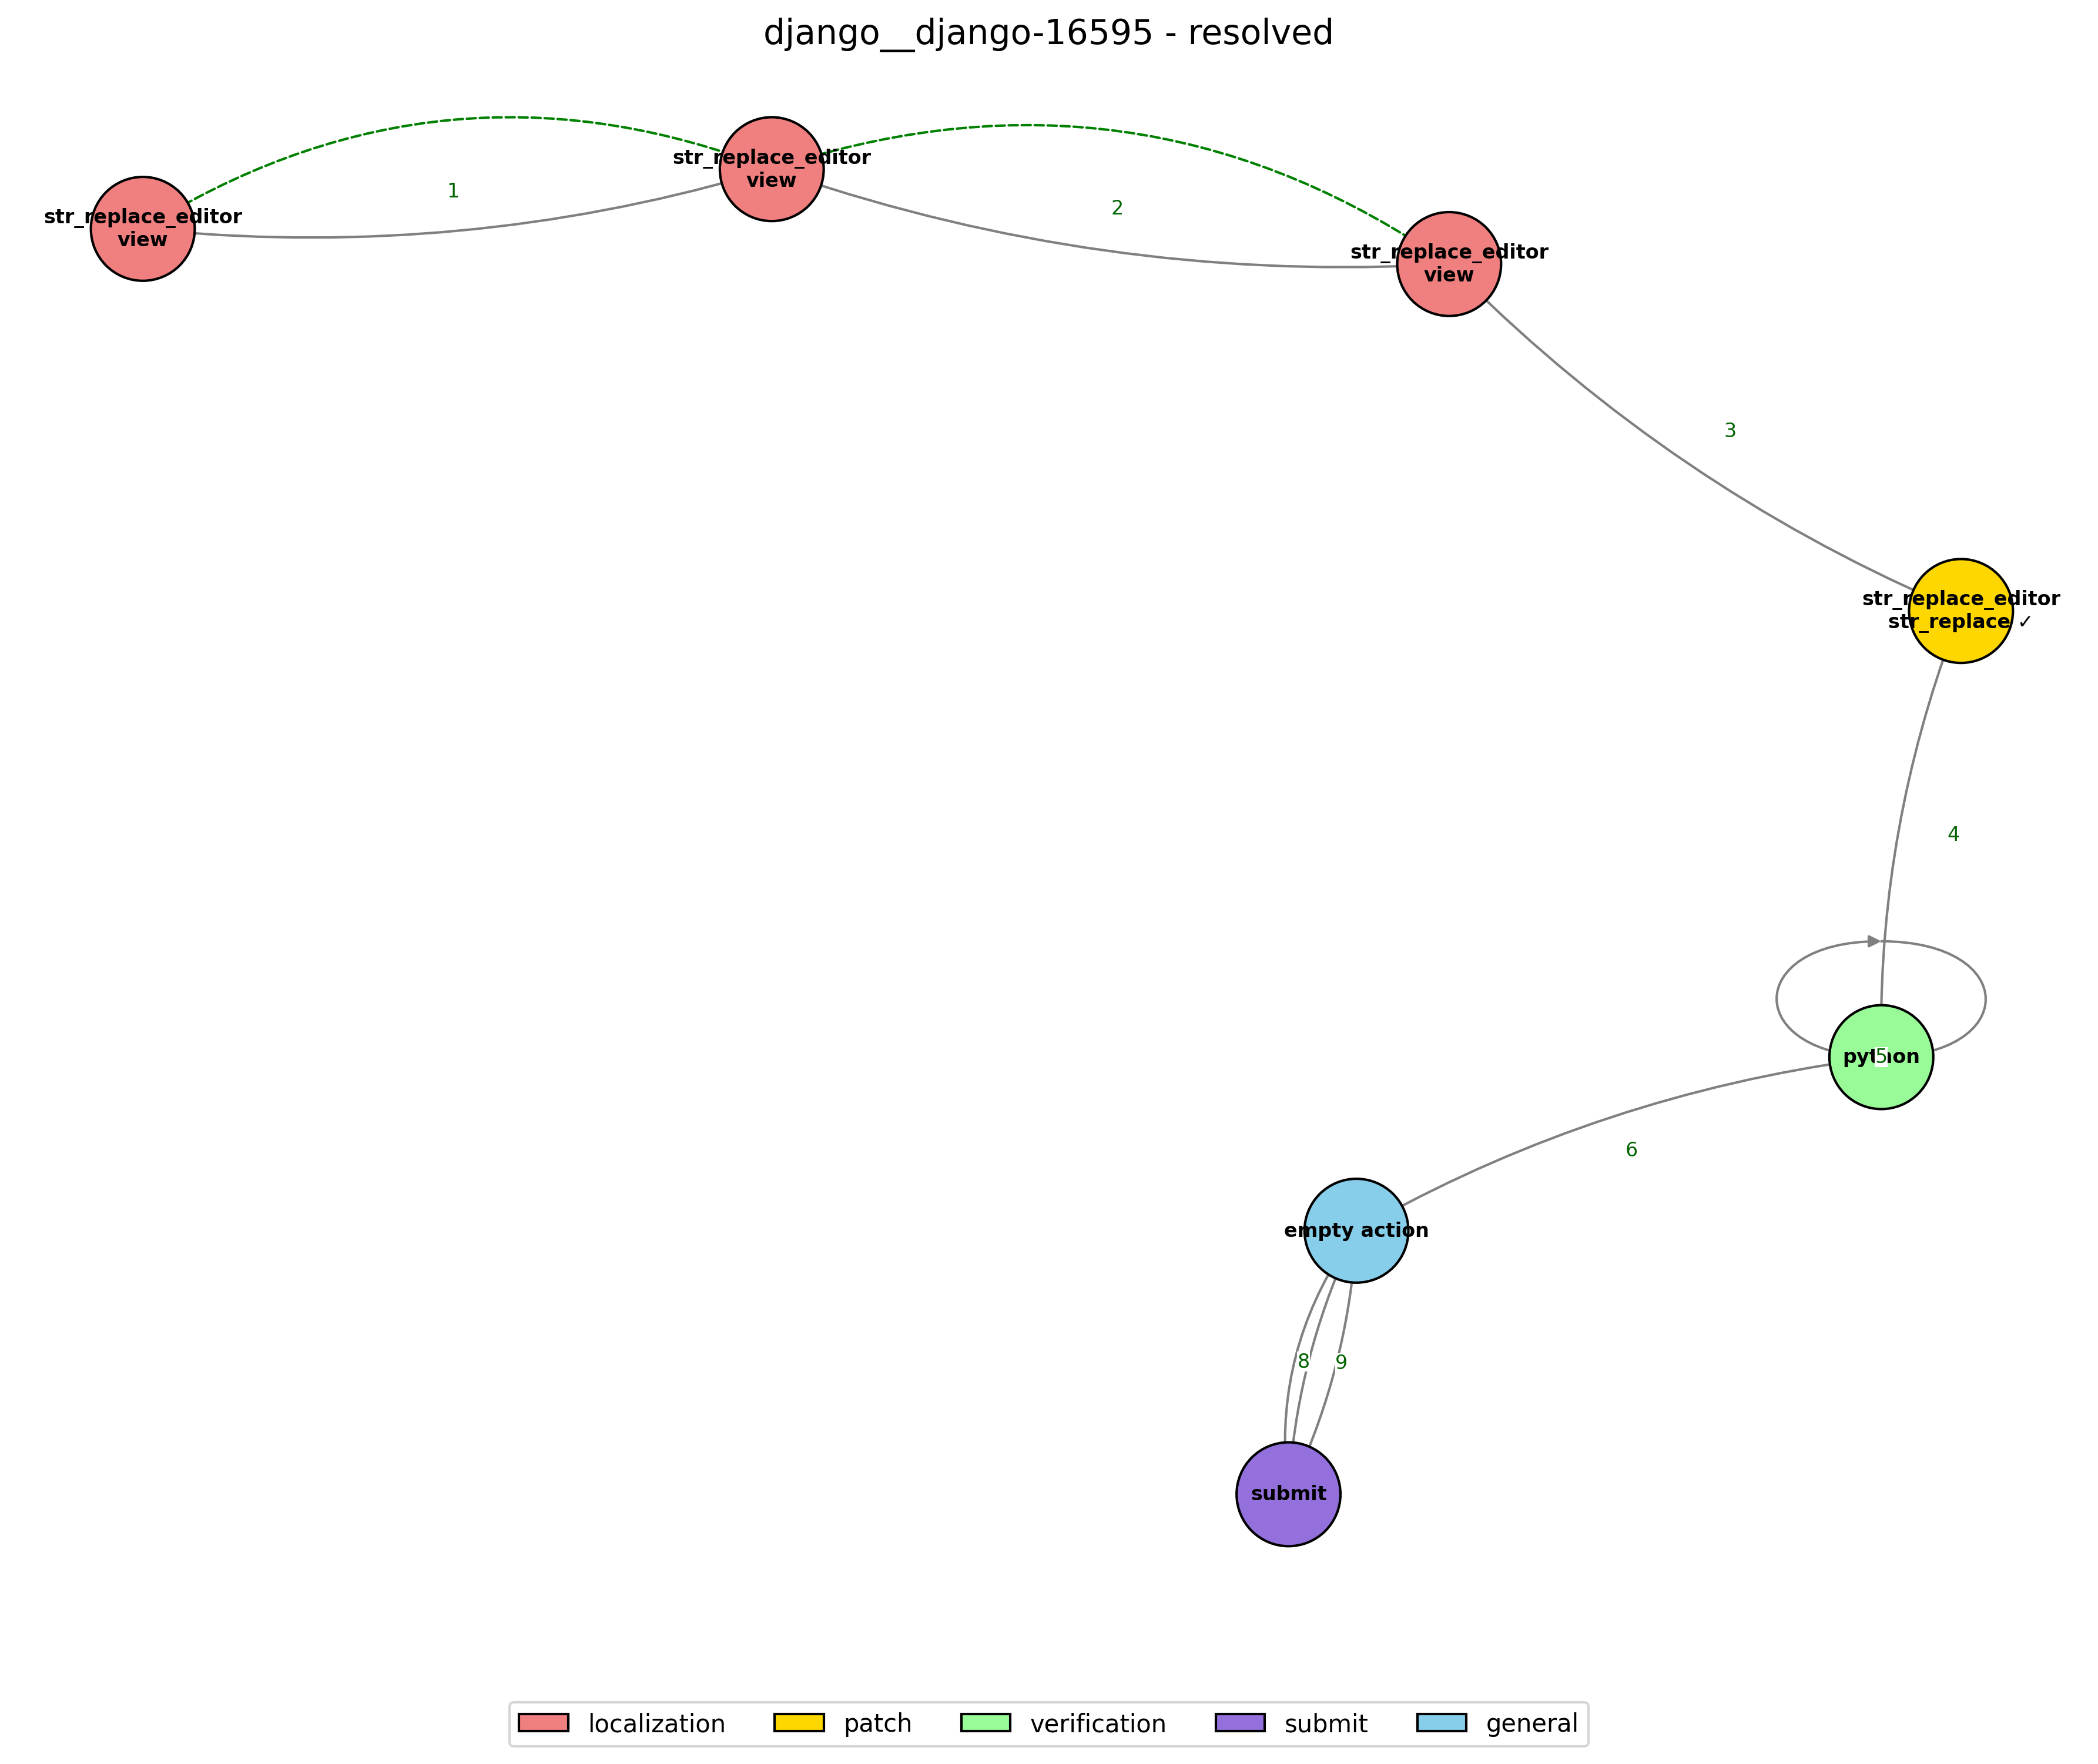 django__django-16595 - resolved
str_replace_editor
view
1
str_replace_editor
view
2
str_replace_editor
view
3
str_replace_editor
str_replace ✓
4
python
5
6
empty action
8
9
submit
localization
patch
verification
submit
general